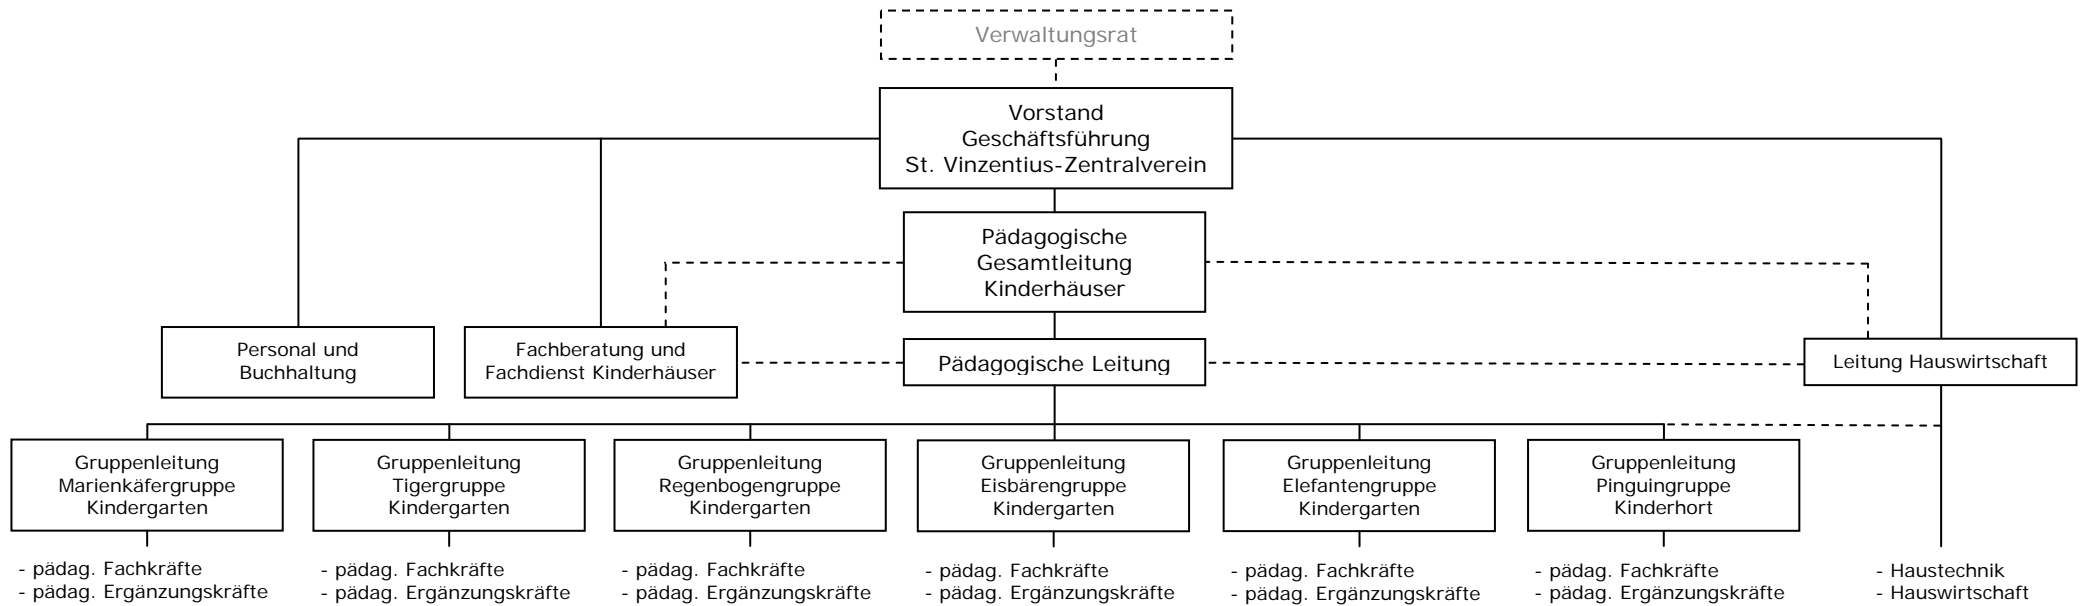 Verwaltungsrat
Vorstand
Geschäftsführung
St. Vinzentius-Zentralverein
Pädagogische
Gesamtleitung
Kinderhäuser
Personal und
Buchhaltung
Fachberatung und
Fachdienst Kinderhäuser
Pädagogische Leitung
Leitung Hauswirtschaft
Gruppenleitung
Marienkäfergruppe
Kindergarten
Gruppenleitung
Tigergruppe
Kindergarten
Gruppenleitung
Regenbogengruppe
Kindergarten
Gruppenleitung
Eisbärengruppe
Kindergarten
Gruppenleitung
Elefantengruppe
Kindergarten
Gruppenleitung
Pinguingruppe
Kinderhort
- pädag. Fachkräfte
- pädag. Ergänzungskräfte
- pädag. Fachkräfte
- pädag. Ergänzungskräfte
- pädag. Fachkräfte
- pädag. Ergänzungskräfte
- pädag. Fachkräfte
- pädag. Ergänzungskräfte
- pädag. Fachkräfte
- pädag. Ergänzungskräfte
- pädag. Fachkräfte
- pädag. Ergänzungskräfte
- Haustechnik
- Hauswirtschaft